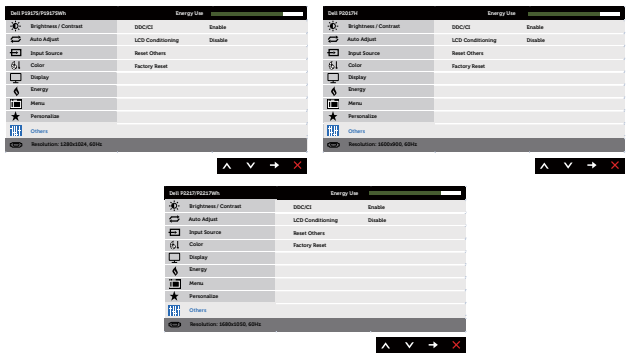 Dell P1917S/P1917SWh Energy Use
Brightness / Contrast DDC/CI Enable
Auto Adjust LCD Conditioning Disable
Input Source Reset Others
Color Factory Reset
Display
Energy
Menu
Personalize
Others
Resolution: 1280x1024, 60Hz
Dell P2017H Energy Use
Brightness / Contrast DDC/CI Enable
Auto Adjust LCD Conditioning Disable
Input Source Reset Others
Color Factory Reset
Display
Energy
Menu
Personalize
Others
Resolution: 1600x900, 60Hz
Dell P2217/P2217Wh Energy Use
Brightness / Contrast DDC/CI Enable
Auto Adjust LCD Conditioning Disable
Input Source Reset Others
Color Factory Reset
Display
Energy
Menu
Personalize
Others
Resolution: 1680x1050, 60Hz